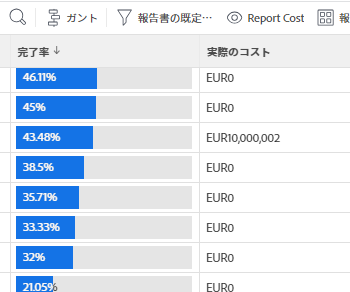 ガント 報告書の既定... Report Cost 報
完了率 ↓ 実際のコスト
46.11% EUR0
45% EUR0
43.48% EUR10,000,002
38.5% EUR0
35.71% EUR0
33.33% EUR0
32% EUR0
21.05% EUR0